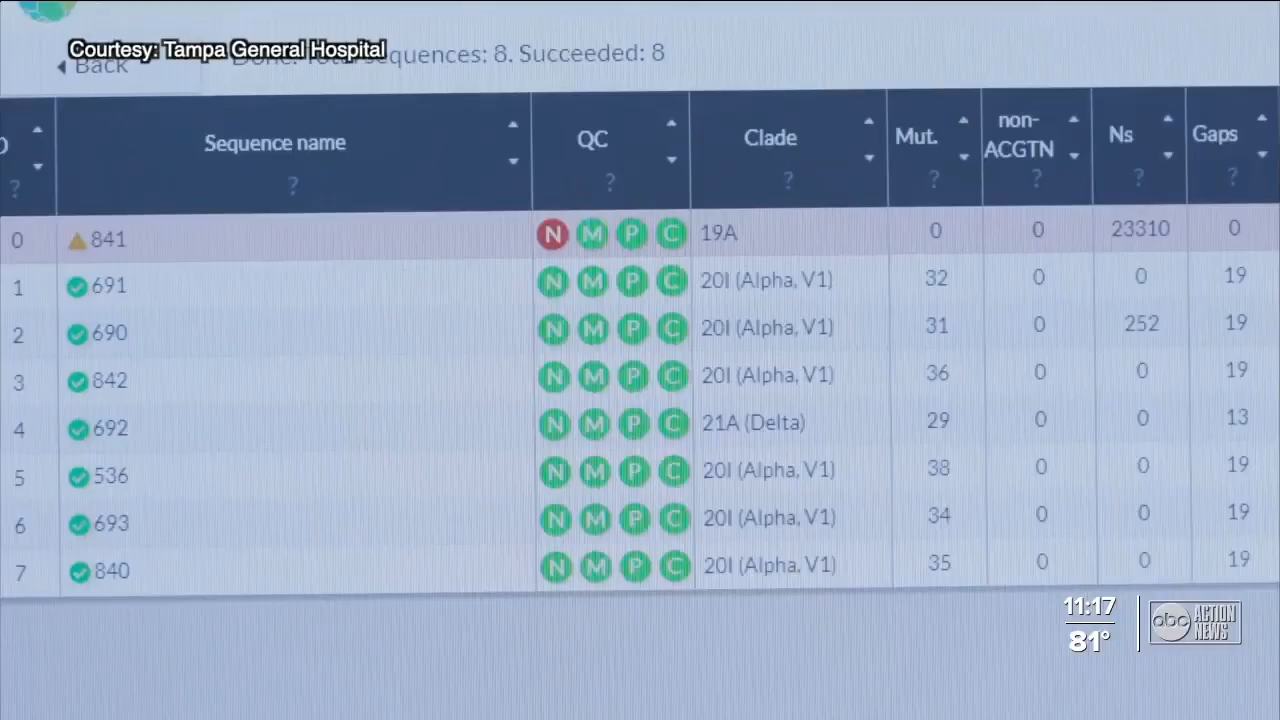 Courtesy: Tampa General Hospital
Back
Done. Total sequences: 8. Succeeded: 8
Sequence name QC Clade Mut. non-ACGTN Ns Gaps
? ? ? ? ? ? ? ?
0 841 N M P C 19A 0 0 23310 0
1 691 N M P C 20I (Alpha, V1) 32 0 0 19
2 690 N M P C 20I (Alpha, V1) 31 0 252 19
3 842 N M P C 20I (Alpha, V1) 36 0 0 19
4 692 N M P C 21A (Delta) 29 0 0 13
5 536 N M P C 20I (Alpha, V1) 38 0 0 19
6 693 N M P C 20I (Alpha, V1) 34 0 0 19
7 840 N M P C 20I (Alpha, V1) 35 0 0 19
11:17
81°
abc ACTION NEWS